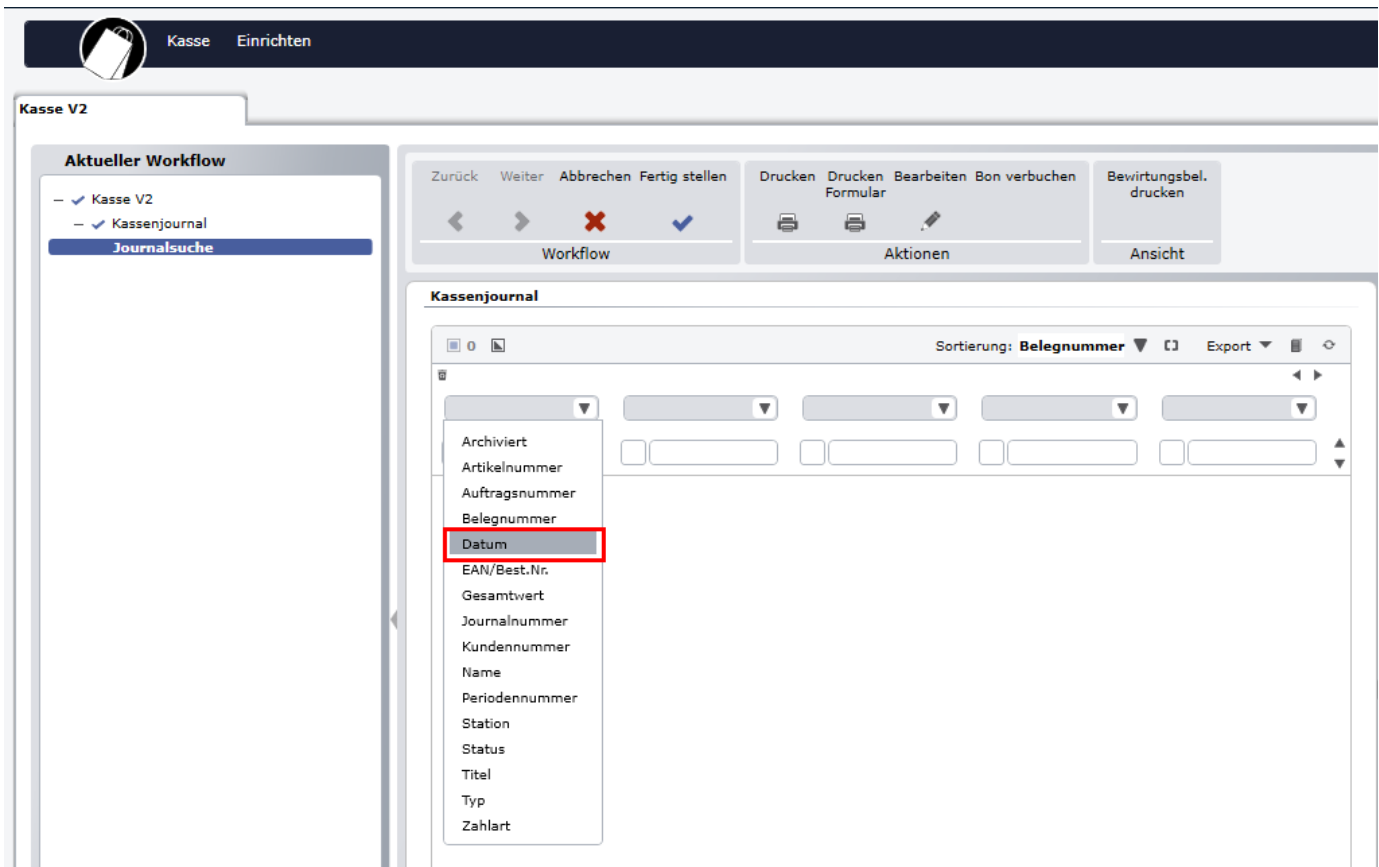 Kasse Einrichten
Kasse V2
Aktueller Workflow
Kasse V2
Kassenjournal
Journalsuche
Zurück Weiter Abbrechen Fertig stellen
Workflow
Drucken Drucken Formular Bearbeiten Bon verbuchen
Aktionen
Bewirtungsbel.
drucken
Ansicht
Kassenjournal
0 Sortierung: Belegnummer Export
Archiviert
Artikelnummer
Auftragsnummer
Belegnummer
Datum
EAN/Best.Nr.
Gesamtwert
Journalnummer
Kundennummer
Name
Periodennummer
Station
Status
Titel
Typ
Zahlart